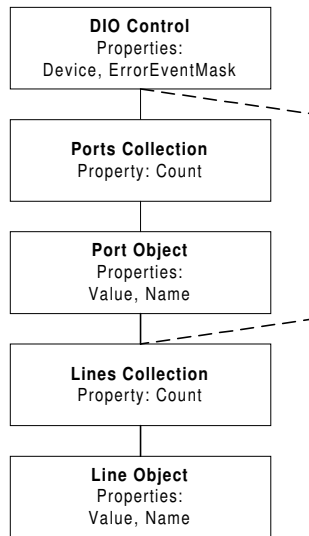 DIO Control
Properties:
Device, ErrorEventMask
Ports Collection
Property: Count
Port Object
Properties:
Value, Name
Lines Collection
Property: Count
Line Object
Properties:
Value, Name